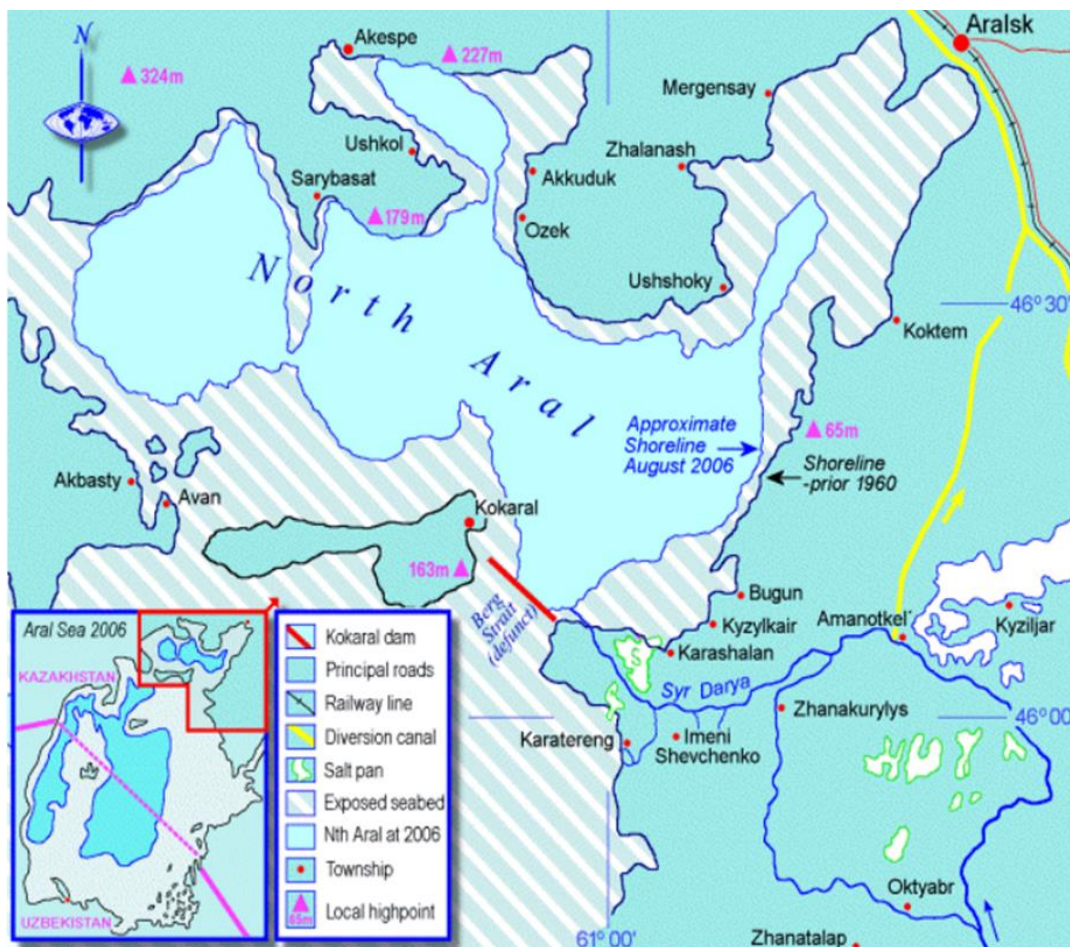 N
324m
Akespe
227m
Aralsk
Mergensay
Ushkol
Zhalanash
Akkuduk
Sarybasat
179m
Ozek
Ushshoky
North Aral
46° 30'
Koktem
Approximate
Shoreline
August 2006
65m
Shoreline
-prior 1960
Akbasty
Avan
Kokaral
163m
Berg
Strait
(defunct)
Bugun
Kyzylkair
Amanotkel'
Kyziljar
Karashalan
S
Syr Darya
Zhanakurylys
46° 00'
Karatereng
Imeni
Shevchenko
Oktyabr
61° 00'
Zhanatalap
Aral Sea 2006
KAZAKHSTAN
UZBEKISTAN
Kokaral dam
Principal roads
Railway line
Diversion canal
S
Salt pan
Exposed seabed
Nth Aral at 2006
Township
65m
Local highpoint